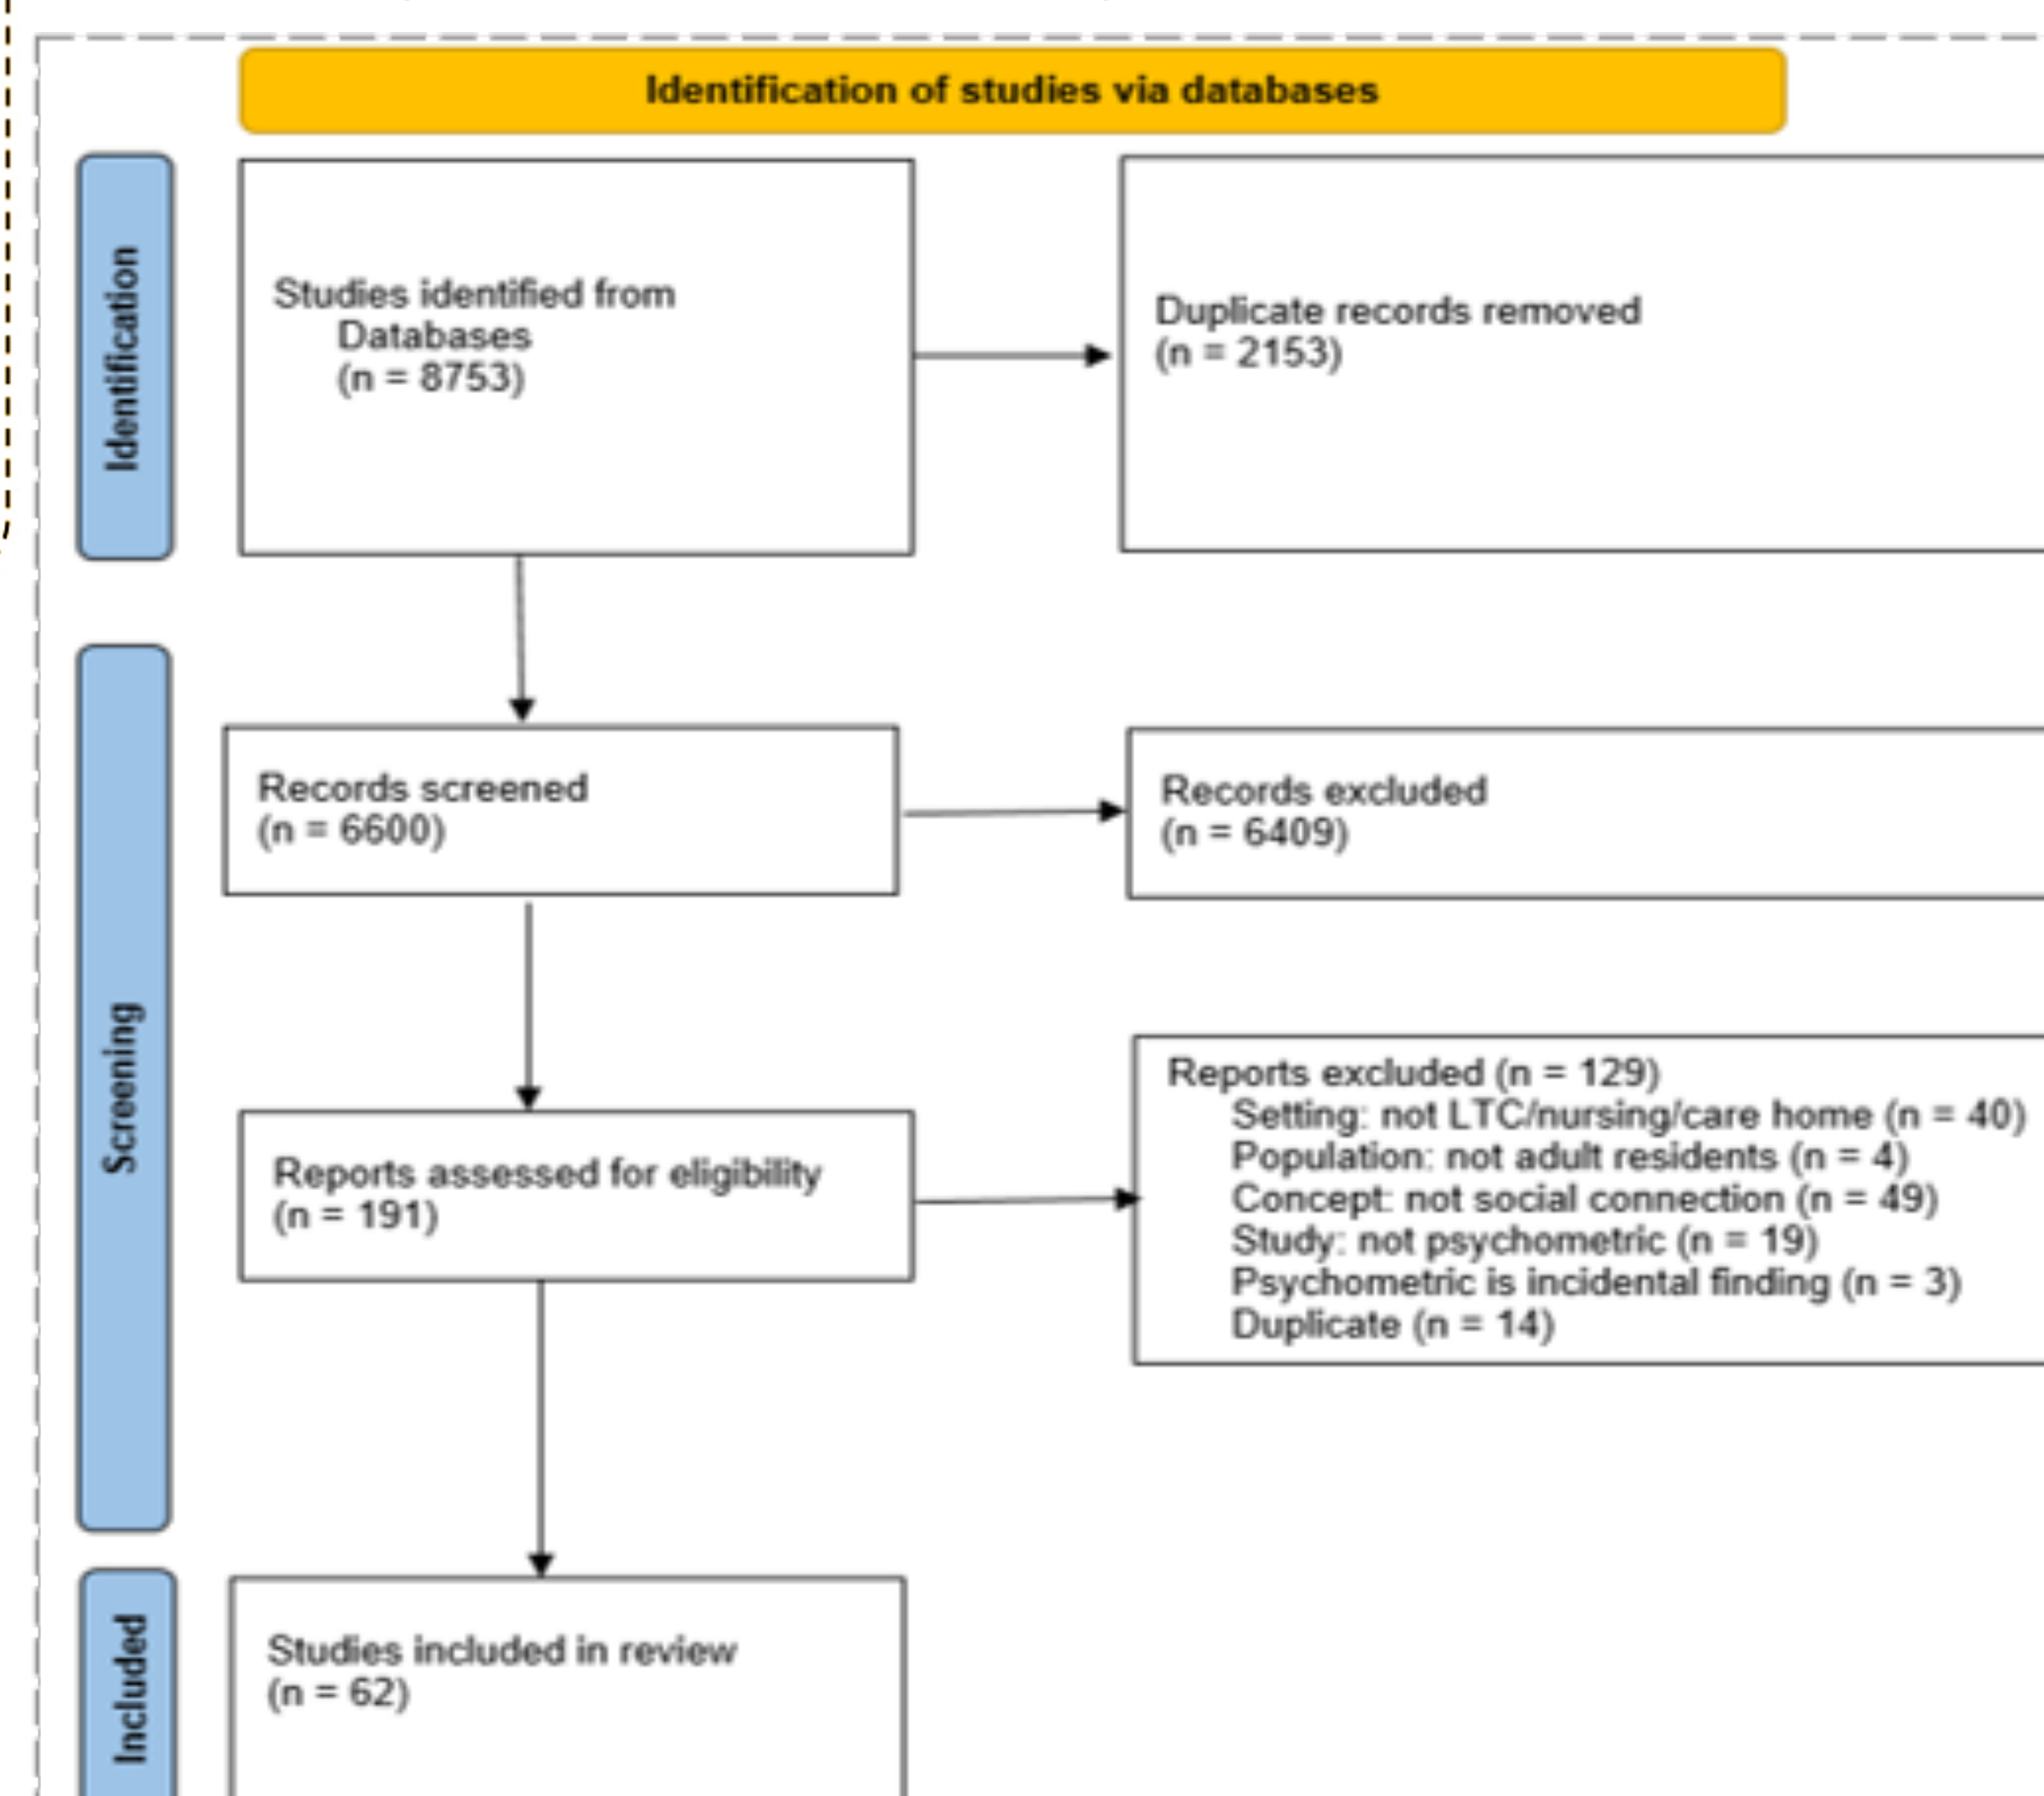 Identification of studies via databases
Identification
Studies identified from
Databases
(n = 8753)
Duplicate records removed
(n = 2153)
Screening
Records screened
(n = 6600)
Records excluded
(n = 6409)
Reports assessed for eligibility
(n = 191)
Reports excluded (n = 129)
Setting: not LTC/nursing/care home (n = 40)
Population: not adult residents (n = 4)
Concept: not social connection (n = 49)
Study: not psychometric (n = 19)
Psychometric is incidental finding (n = 3)
Duplicate (n = 14)
Included
Studies included in review
(n = 62)